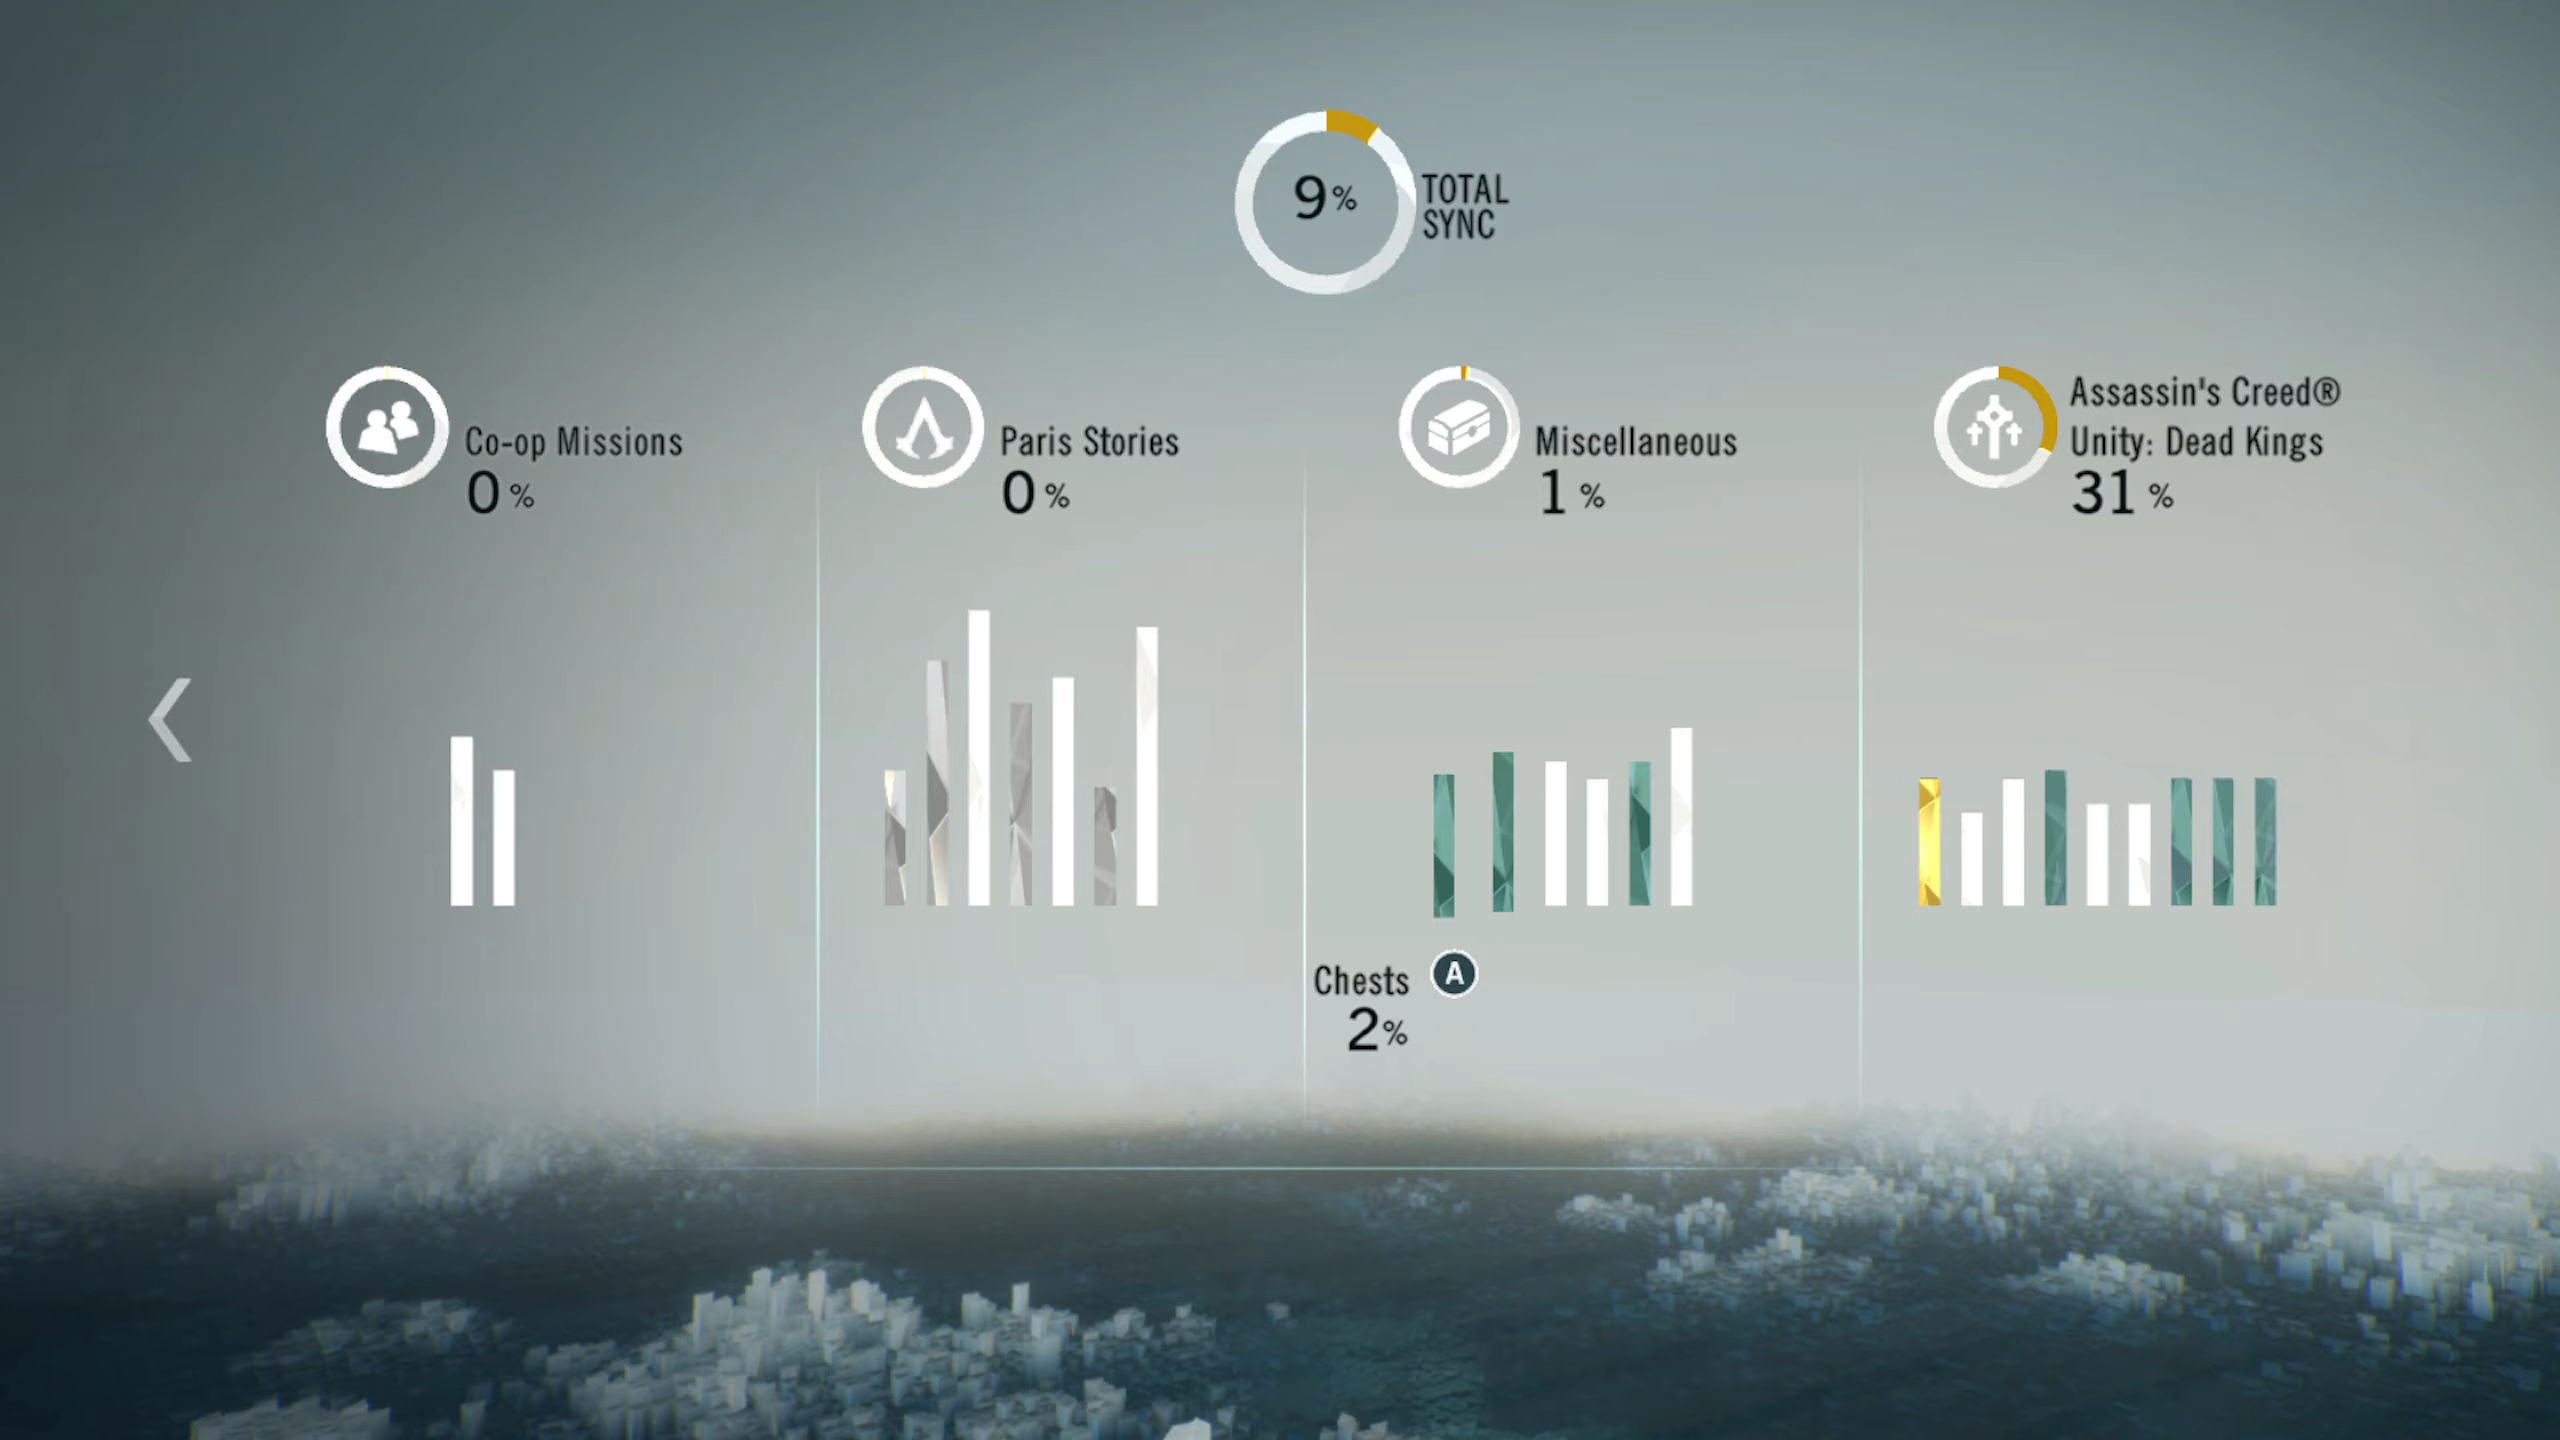 9%
TOTAL
SYNC
Co-op Missions
0 %
Paris Stories
0 %
Miscellaneous
1 %
Assassin's Creed®
Unity: Dead Kings
31 %
Chests A
2%